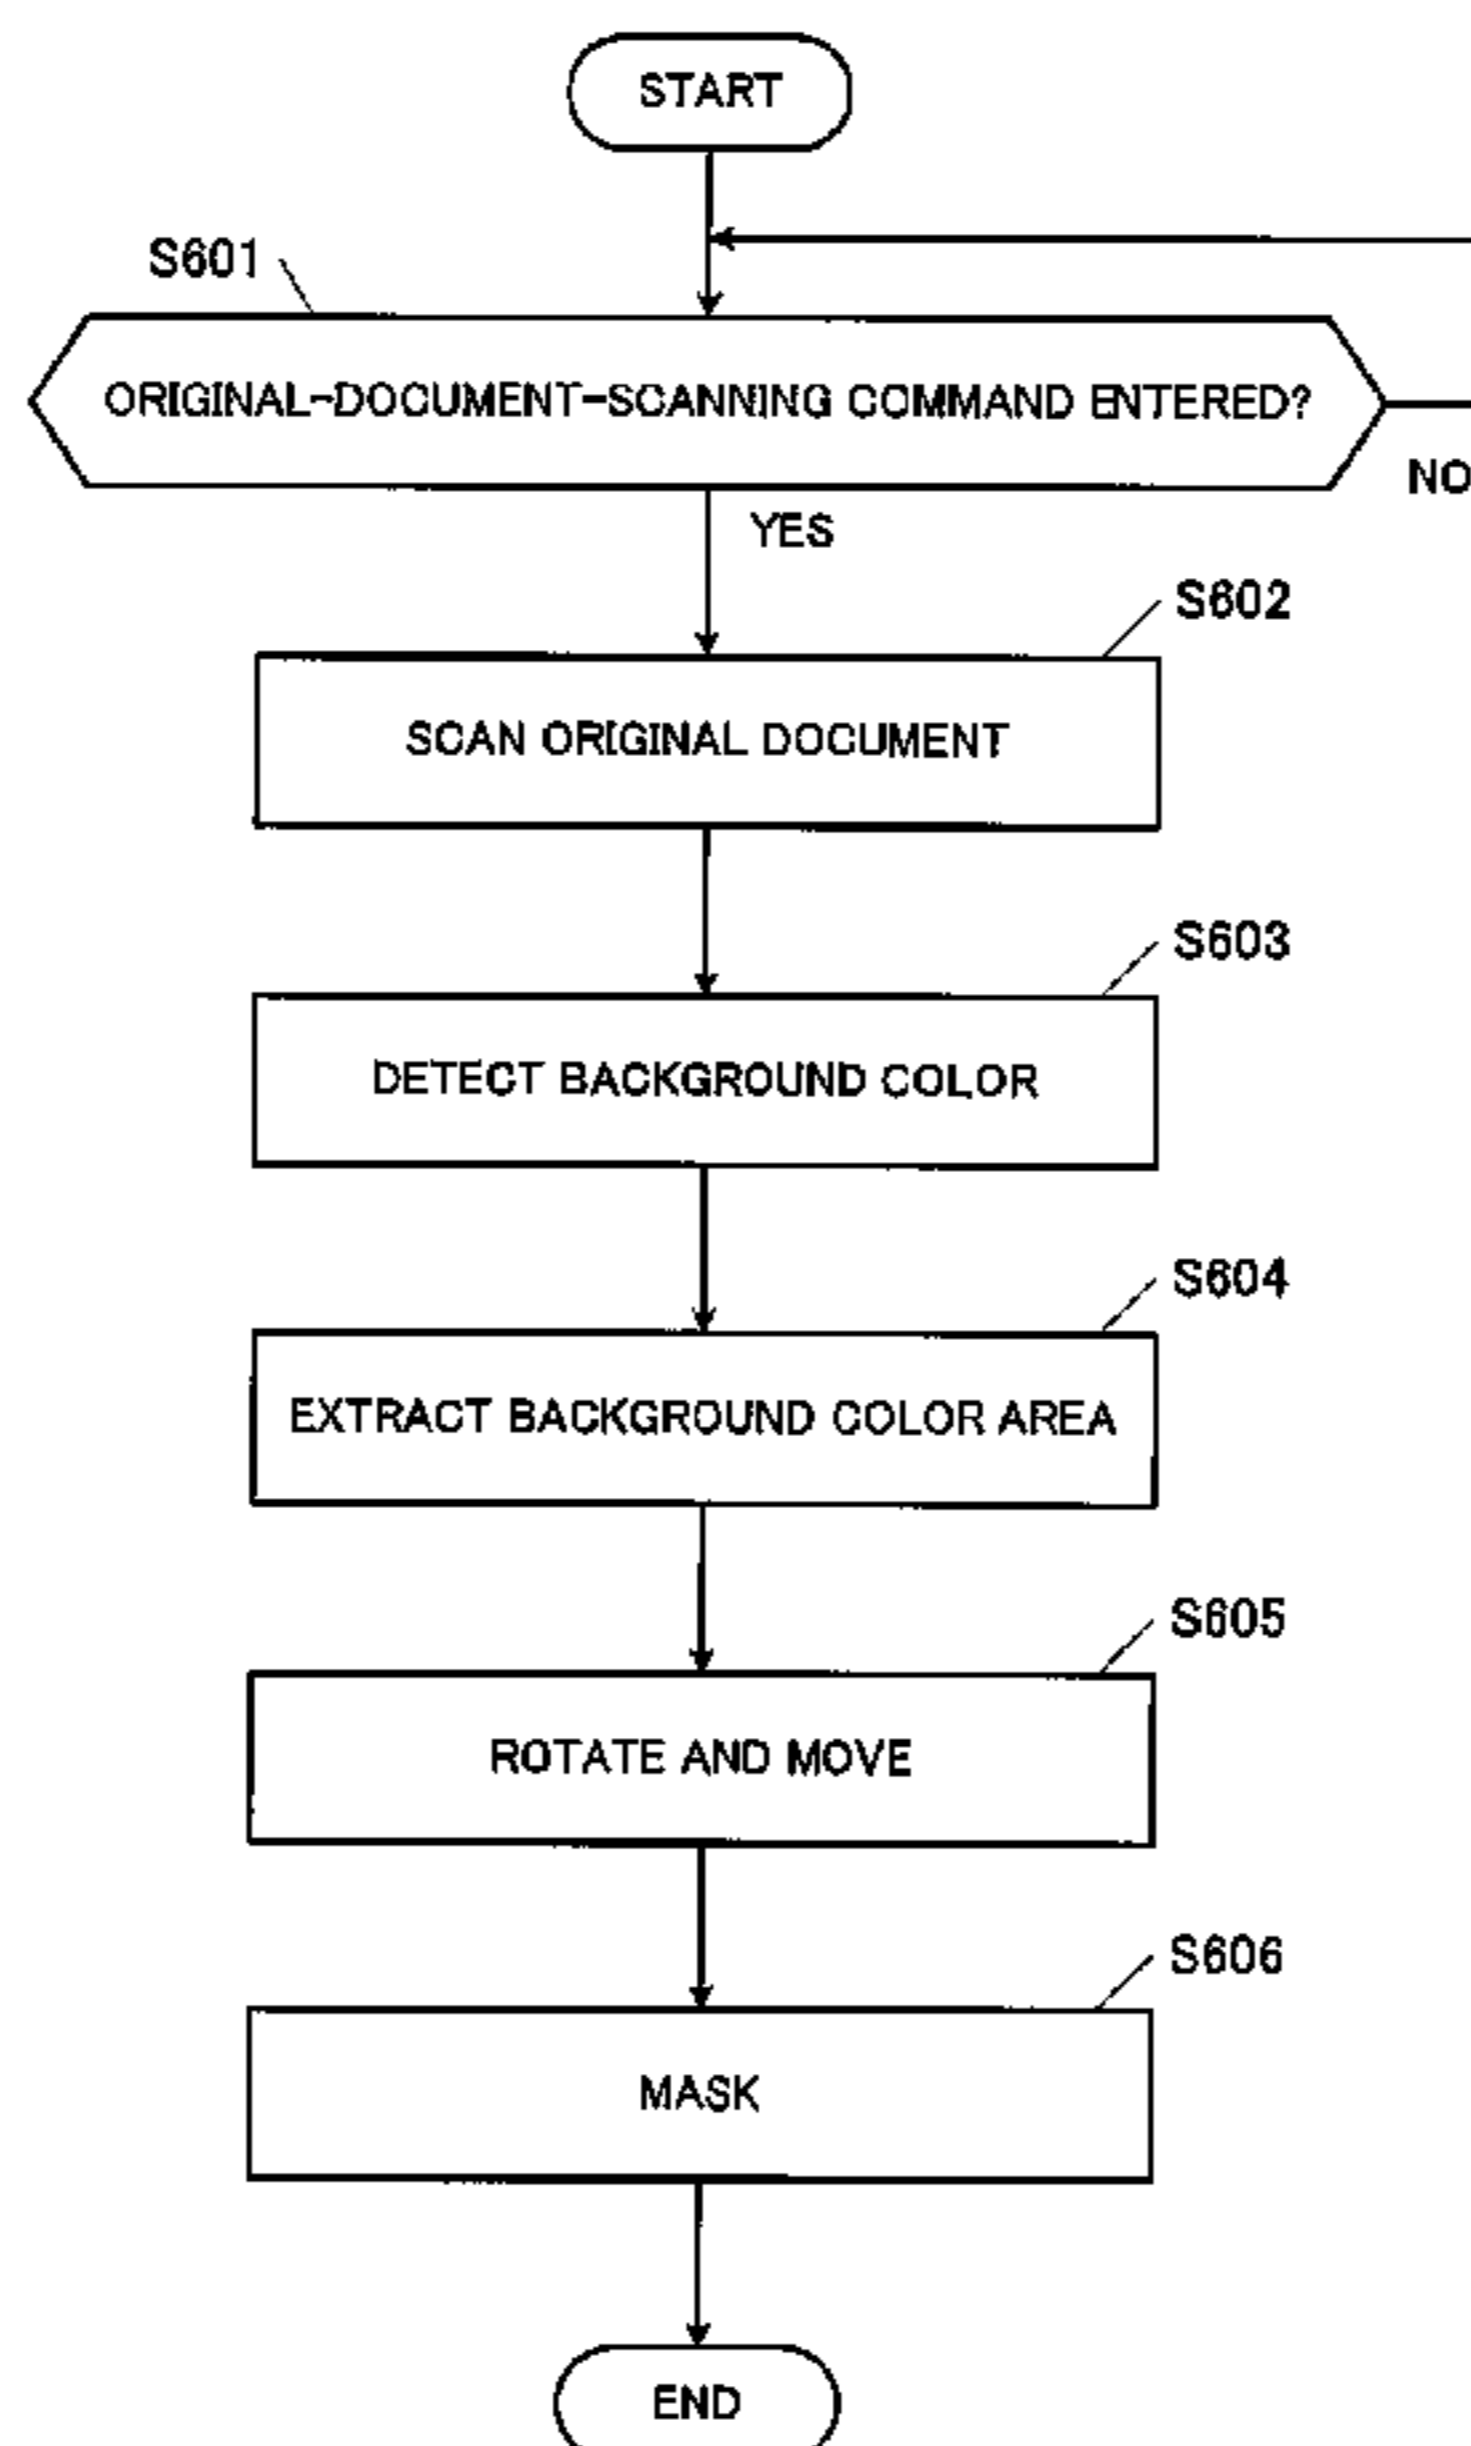 START
S601
ORIGINAL-DOCUMENT-SCANNING COMMAND ENTERED?
NO
YES
S602
SCAN ORIGINAL DOCUMENT
S603
DETECT BACKGROUND COLOR
S604
EXTRACT BACKGROUND COLOR AREA
S605
ROTATE AND MOVE
S606
MASK
END